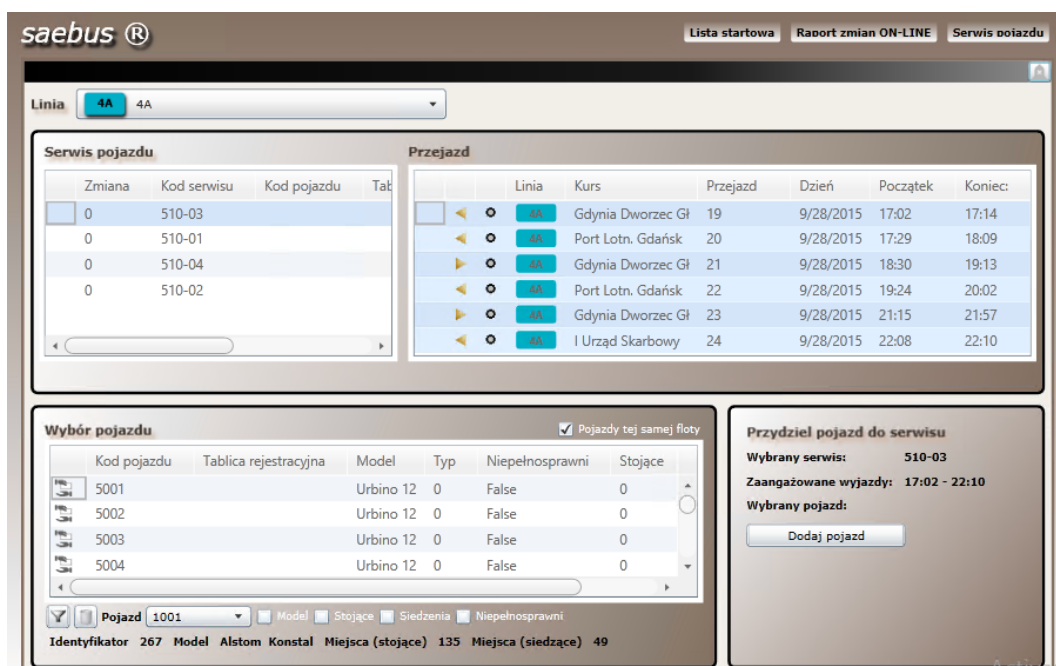 saebus ®
Lista startowa Raport zmian ON-LINE Serwis pojazdu
Linia 4A 4A
Serwis pojazdu
Zmiana Kod serwisu Kod pojazdu Tab
0 510-03
0 510-01
0 510-04
0 510-02
Przejazd
Linia Kurs Przejazd Dzień Początek Koniec:
4A Gdynia Dworzec Gł 19 9/28/2015 17:02 17:14
4A Port Lotn. Gdańsk 20 9/28/2015 17:29 18:09
4A Gdynia Dworzec Gł 21 9/28/2015 18:30 19:13
4A Port Lotn. Gdańsk 22 9/28/2015 19:24 20:02
4A Gdynia Dworzec Gł 23 9/28/2015 21:15 21:57
4A I Urząd Skarbowy 24 9/28/2015 22:08 22:10
Wybór pojazdu Pojazdy tej samej floty
Kod pojazdu Tablica rejestracyjna Model Typ Niepełnosprawni Stojące
5001 Urbino 12 0 False 0
5002 Urbino 12 0 False 0
5003 Urbino 12 0 False 0
5004 Urbino 12 0 False 0
Pojazd 1001 Model Stojące Siedzenia Niepełnosprawni
Identyfikator 267 Model Alstom Konstal Miejsca (stojące) 135 Miejsca (siedzące) 49
Przydziel pojazd do serwisu
Wybrany serwis: 510-03
Zaangażowane wyjazdy: 17:02 - 22:10
Wybrany pojazd:
Dodaj pojazd